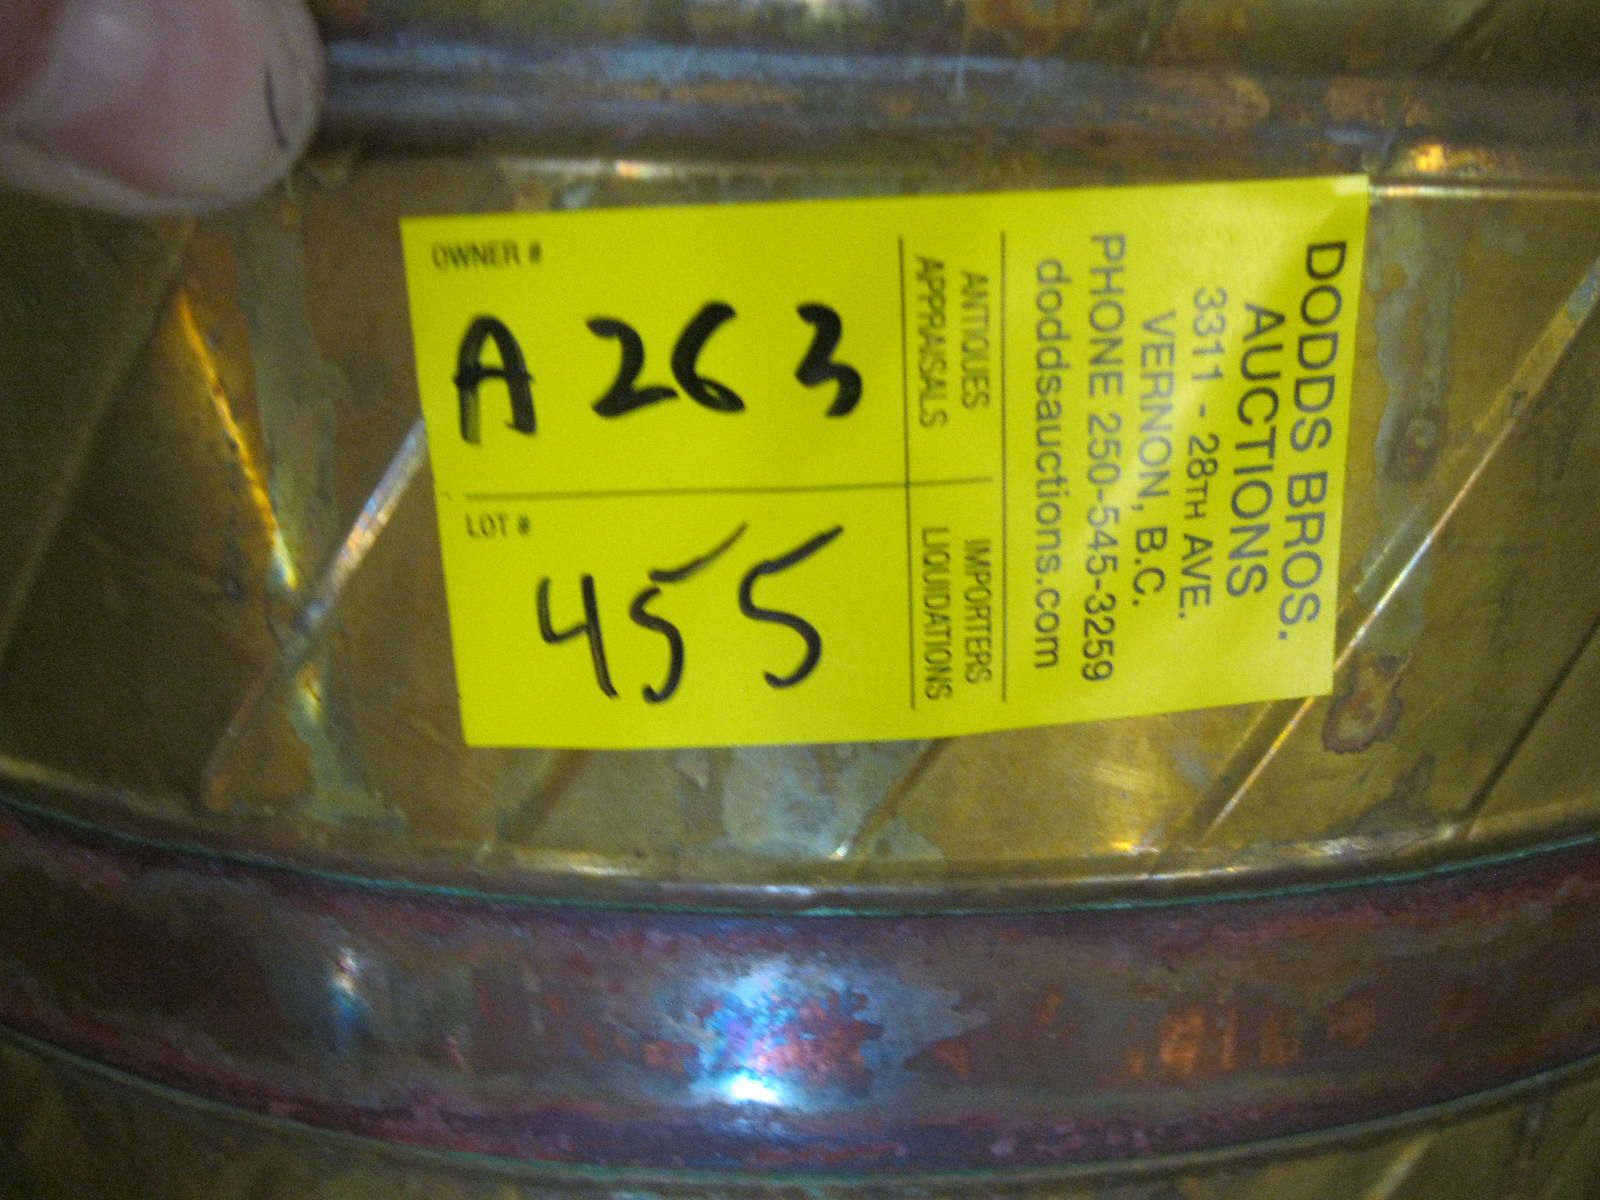 DODDS BROS.
AUCTIONS
3311 - 28TH AVE.
VERNON, B.C.
PHONE 250-545-3259
doddsauctions.com
ANTIQUES IMPORTERS
APPRAISALS LIQUIDATIONS
OWNER #
A263
LOT #
455